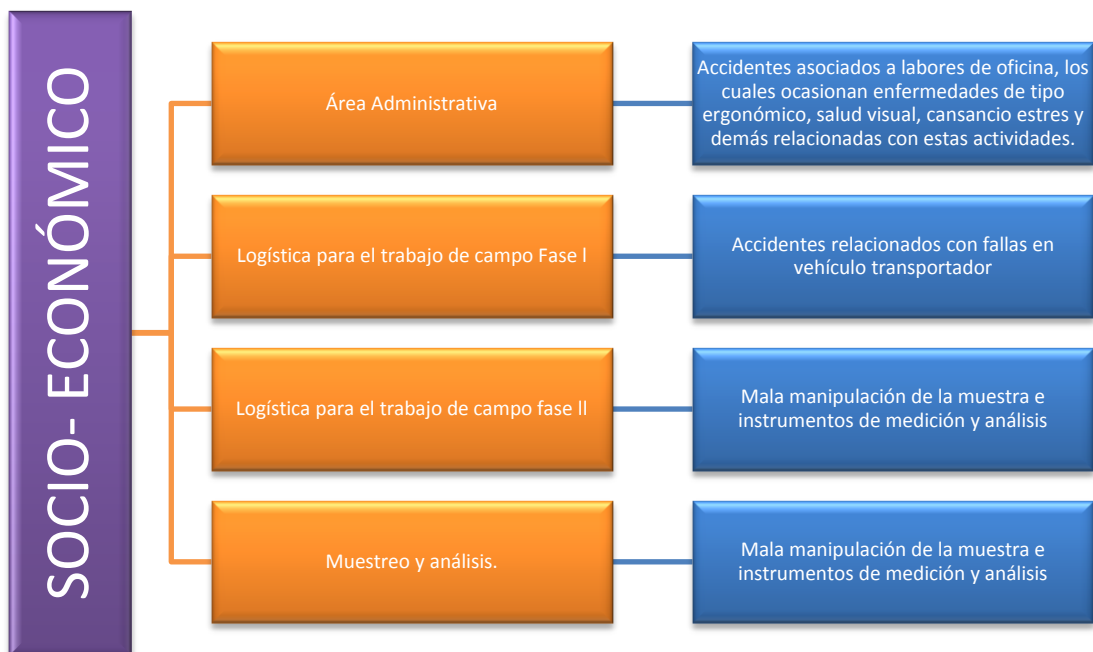 SOCIO- ECONÓMICO
Área Administrativa
Accidentes asociados a labores de oficina, los
cuales ocasionan enfermedades de tipo
ergonómico, salud visual, cansancio estres y
demás relacionadas con estas actividades.
Logística para el trabajo de campo Fase l
Accidentes relacionados con fallas en
vehículo transportador
Logística para el trabajo de campo fase ll
Mala manipulación de la muestra e
instrumentos de medición y análisis
Muestreo y análisis.
Mala manipulación de la muestra e
instrumentos de medición y análisis